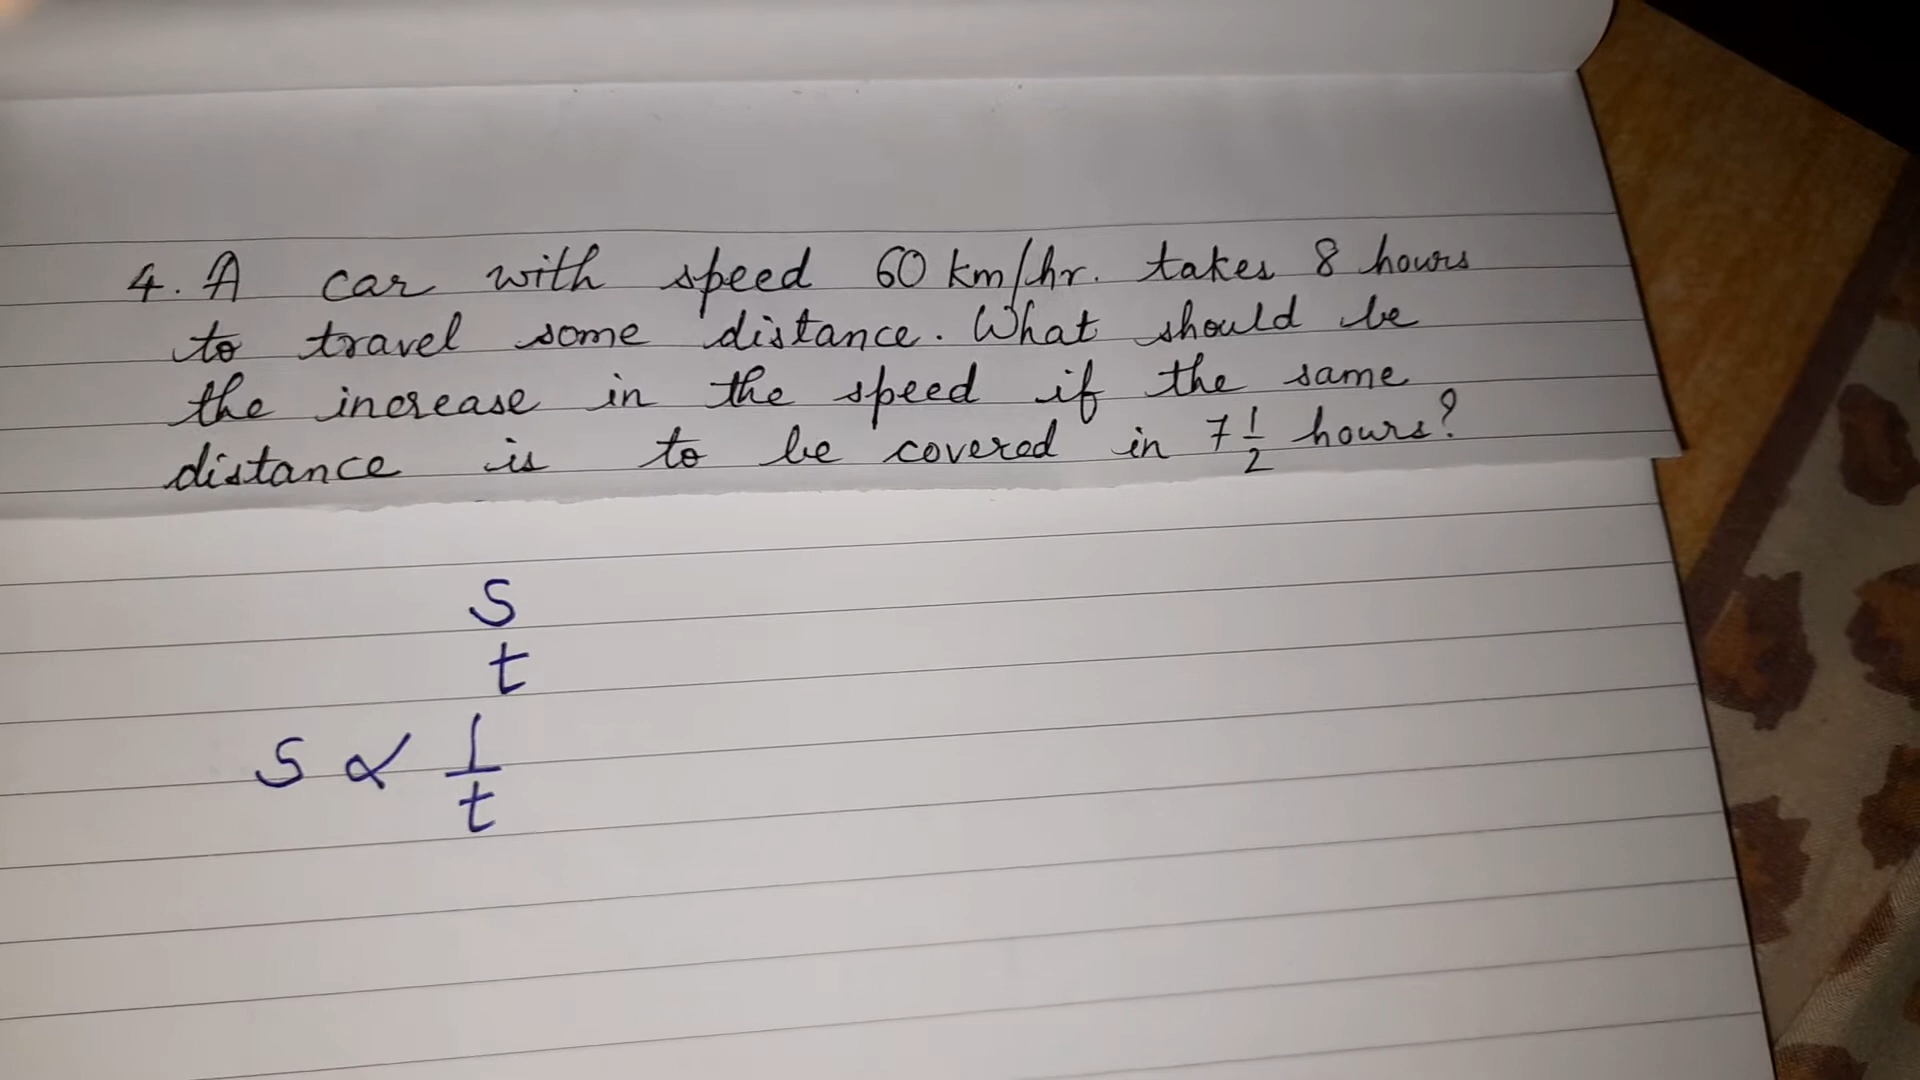 4. A car with speed 60 km/hr. takes 8 hours
to travel some distance. What should be
the increase in the speed if the same
distance is to be covered in 7 1/2 hours?
S
t
S ∝ 1/t